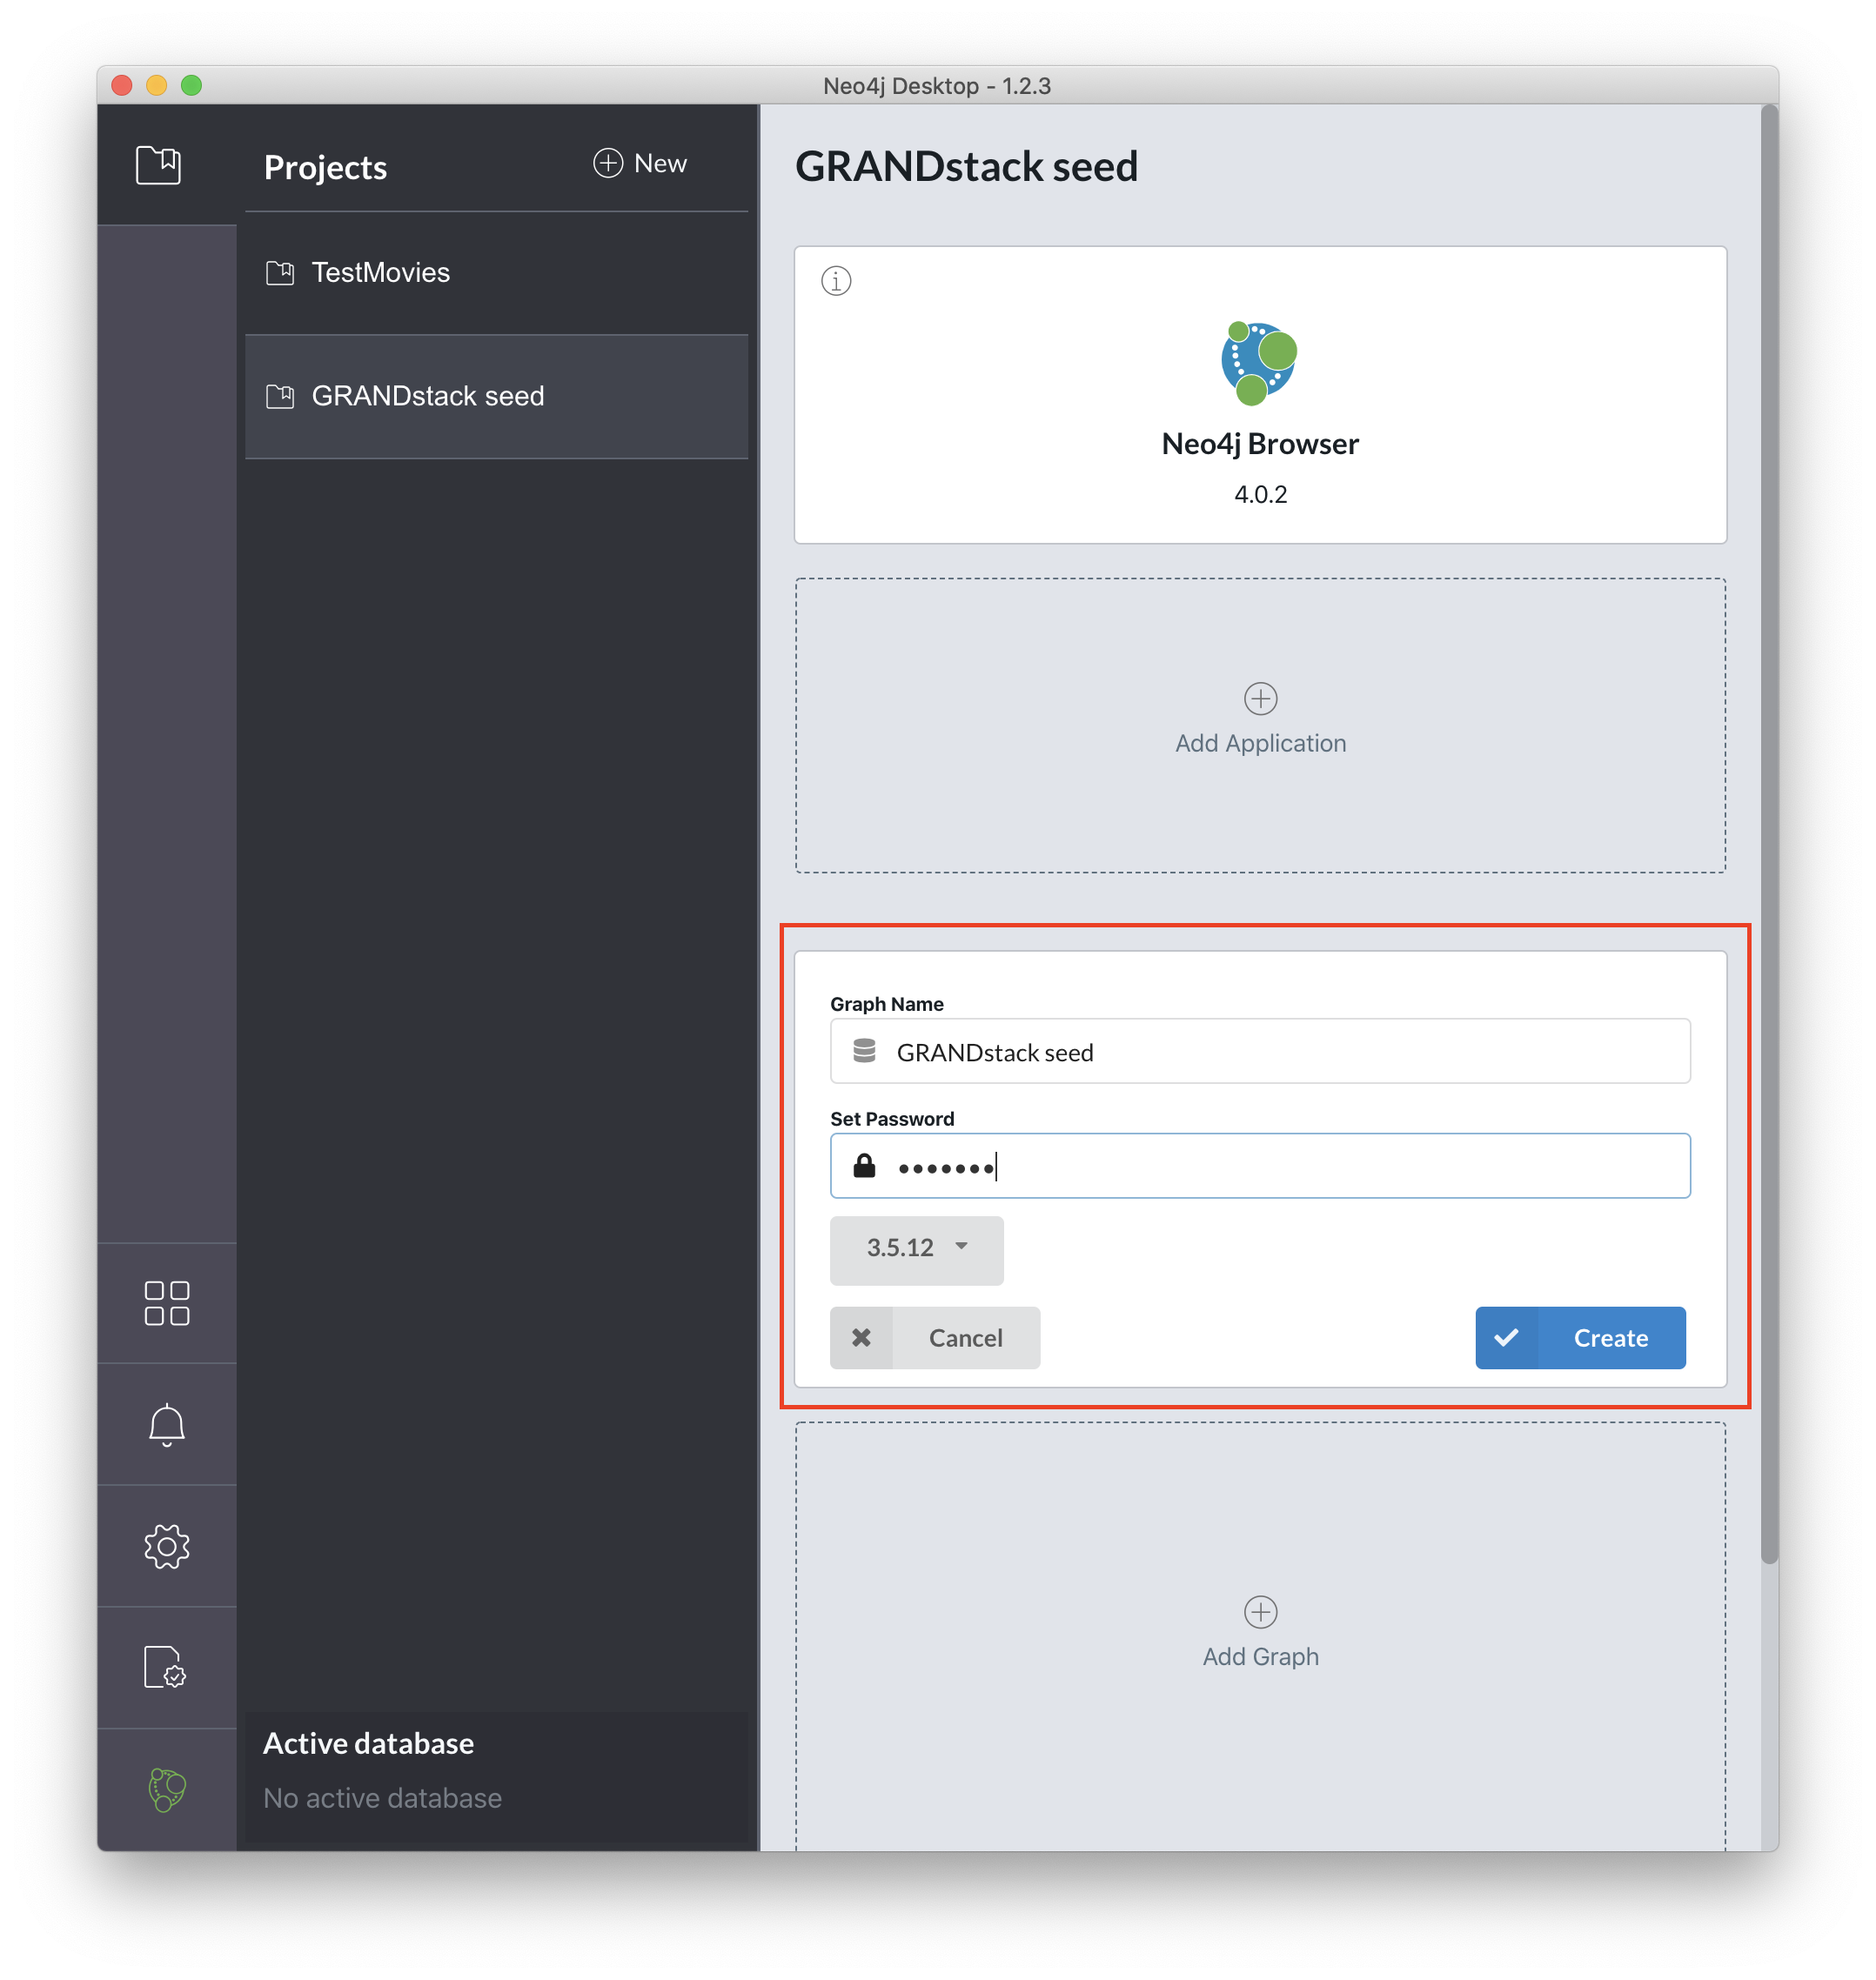 Neo4j Desktop - 1.2.3
Projects
New
TestMovies
GRANDstack seed
Active database
No active database
GRANDstack seed
Neo4j Browser
4.0.2
Add Application
Graph Name
GRANDstack seed
Set Password
•••••••
3.5.12
Cancel
Create
Add Graph